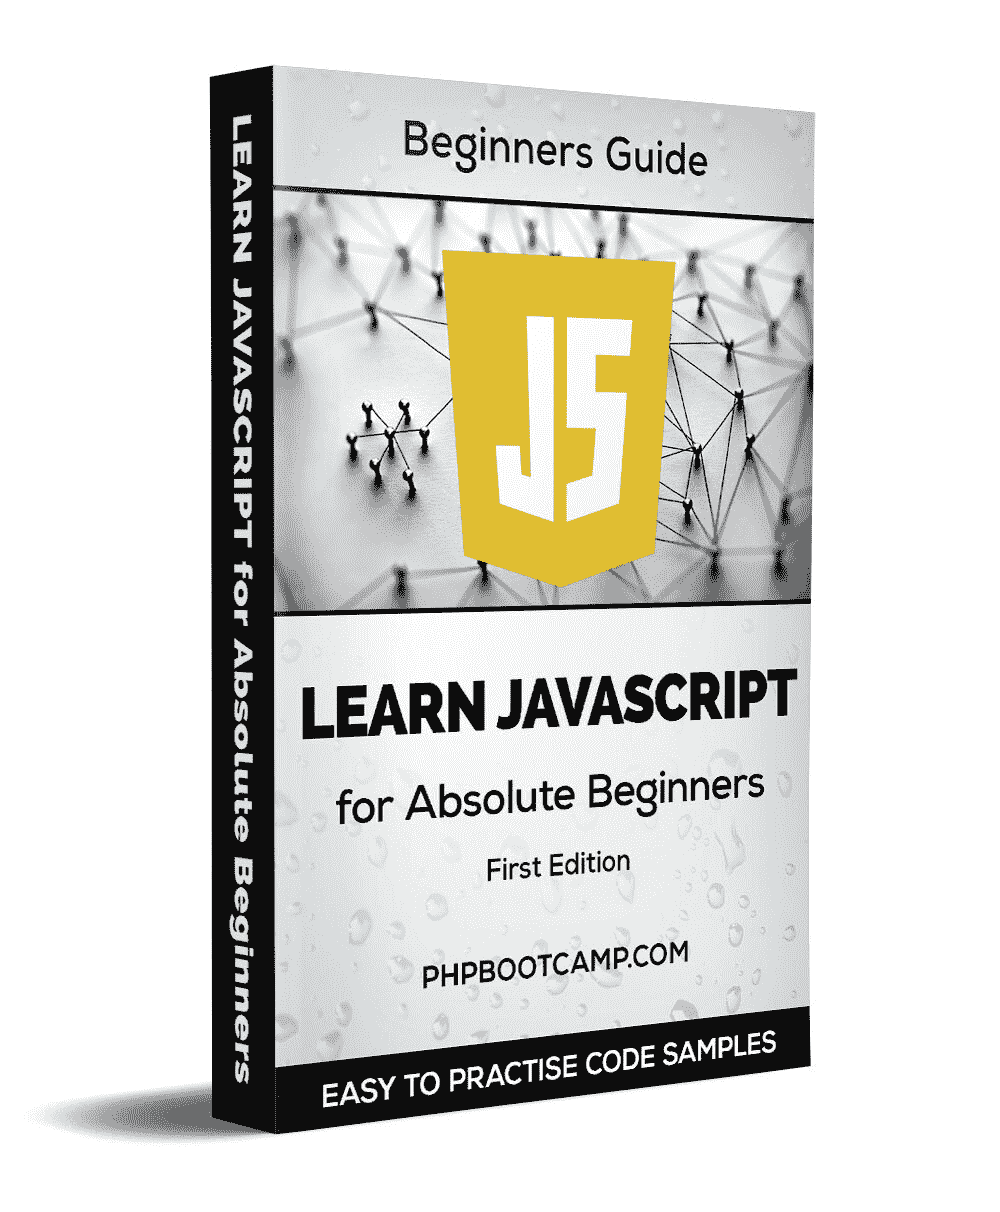 LEARN JAVASCRIPT for Absolute Beginners
Beginners Guide
JS
LEARN JAVASCRIPT
for Absolute Beginners
First Edition
PHPBOOTCAMP.COM
EASY TO PRACTISE CODE SAMPLES